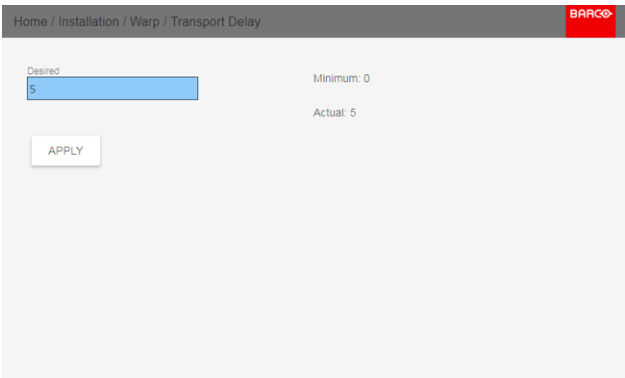 Home / Installation / Warp / Transport Delay
BARCO
Desired
5
Minimum: 0
Actual: 5
APPLY